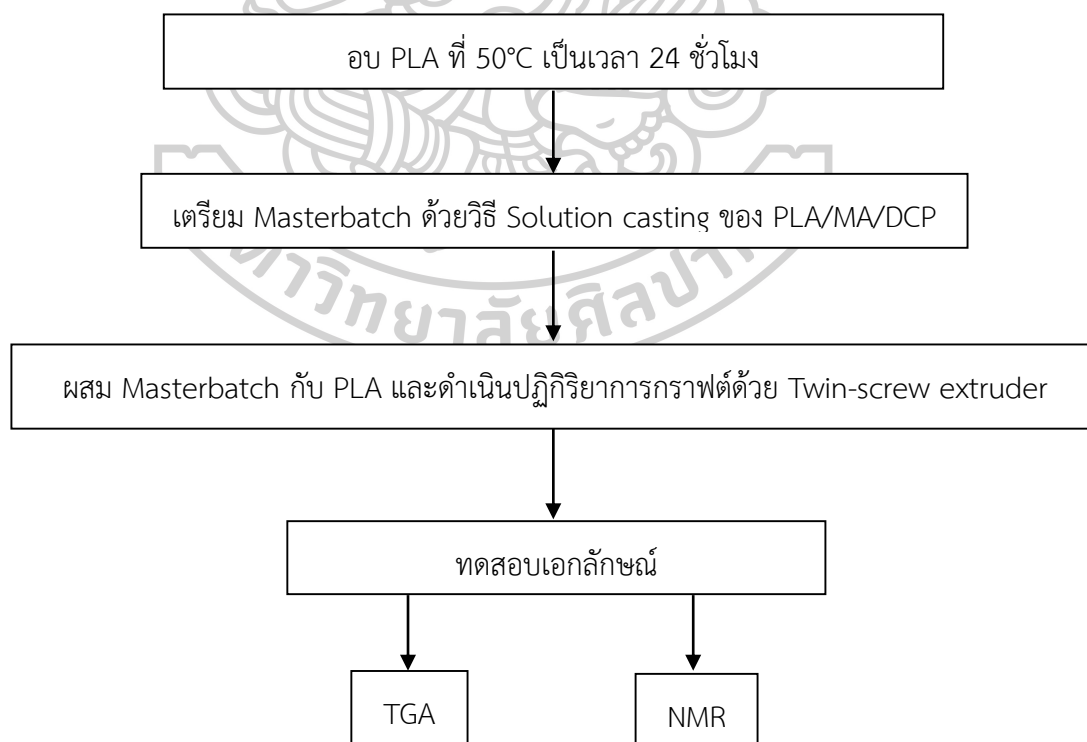 อบ PLA ที่ 50°C เป็นเวลา 24 ชั่วโมง
เตรียม Masterbatch ด้วยวิธี Solution casting ของ PLA/MA/DCP
ผสม Masterbatch กับ PLA และดำเนินปฏิกิริยาการกราฟต์ด้วย Twin-screw extruder
ทดสอบเอกลักษณ์
TGA
NMR